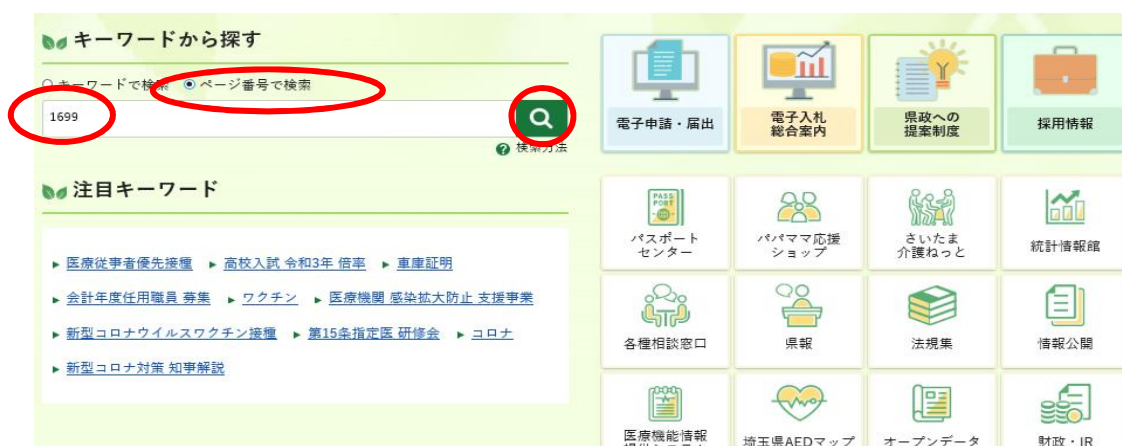 キーワードから探す
キーワードで検索 ページ番号で検索
1699
検索方法
注目キーワード
医療従事者優先接種 高校入試 令和3年 倍率 車庫証明
会計年度任用職員 募集 ワクチン 医療機関 感染拡大防止 支援事業
新型コロナウイルスワクチン接種 第15条指定医 研修会 コロナ
新型コロナ対策 知事解説
電子申請・届出
電子入札
総合案内
県政への
提案制度
採用情報
PASS
PORT
パスポート
センター
パパママ応援
ショップ
さいたま
介護ねっと
統計情報館
各種相談窓口
県報
法規集
情報公開
医療機能情報
提供システム
埼玉県AEDマップ
オープンデータ
財政・IR